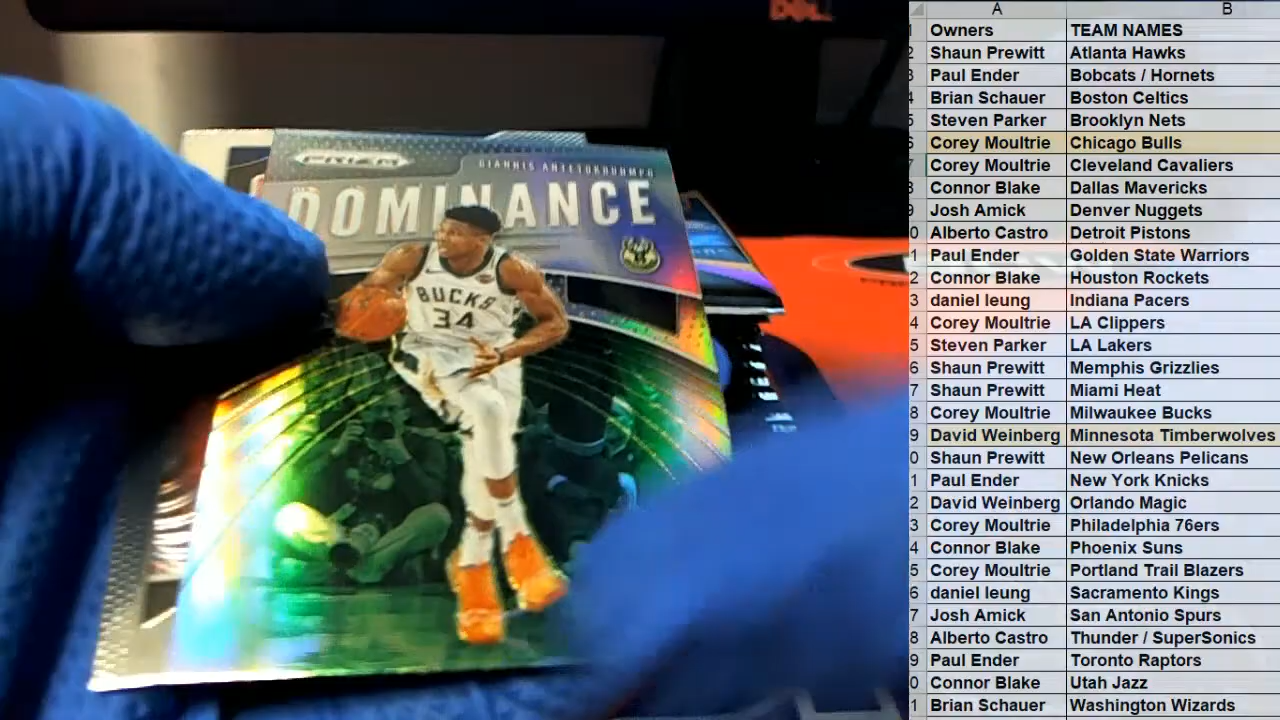 PRIZM
GIANNIS ANTETOKOUNMPO
DOMINANCE
BUCKS
34
A B
Owners TEAM NAMES
2 Shaun Prewitt Atlanta Hawks
3 Paul Ender Bobcats / Hornets
4 Brian Schauer Boston Celtics
5 Steven Parker Brooklyn Nets
6 Corey Moultrie Chicago Bulls
7 Corey Moultrie Cleveland Cavaliers
8 Connor Blake Dallas Mavericks
9 Josh Amick Denver Nuggets
0 Alberto Castro Detroit Pistons
1 Paul Ender Golden State Warriors
2 Connor Blake Houston Rockets
3 daniel leung Indiana Pacers
4 Corey Moultrie LA Clippers
5 Steven Parker LA Lakers
6 Shaun Prewitt Memphis Grizzlies
7 Shaun Prewitt Miami Heat
8 Corey Moultrie Milwaukee Bucks
9 David Weinberg Minnesota Timberwolves
0 Shaun Prewitt New Orleans Pelicans
1 Paul Ender New York Knicks
2 David Weinberg Orlando Magic
3 Corey Moultrie Philadelphia 76ers
4 Connor Blake Phoenix Suns
5 Corey Moultrie Portland Trail Blazers
6 daniel leung Sacramento Kings
7 Josh Amick San Antonio Spurs
8 Alberto Castro Thunder / SuperSonics
9 Paul Ender Toronto Raptors
0 Connor Blake Utah Jazz
1 Brian Schauer Washington Wizards